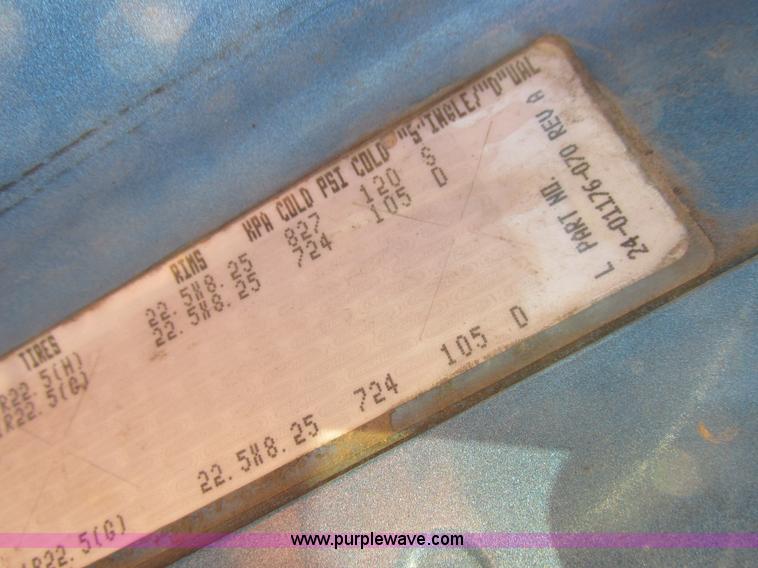 TIRES RIMS KPA COLD PSI COLD "S"INGLE/"D"UAL
R22.5(H) 22.5X8.25 827 120 S
R22.5(G) 22.5X8.25 724 105 D
R22.5(G) 22.5X8.25 724 105 D
L PART NO.
24-01176-070 REV A
www.purplewave.com